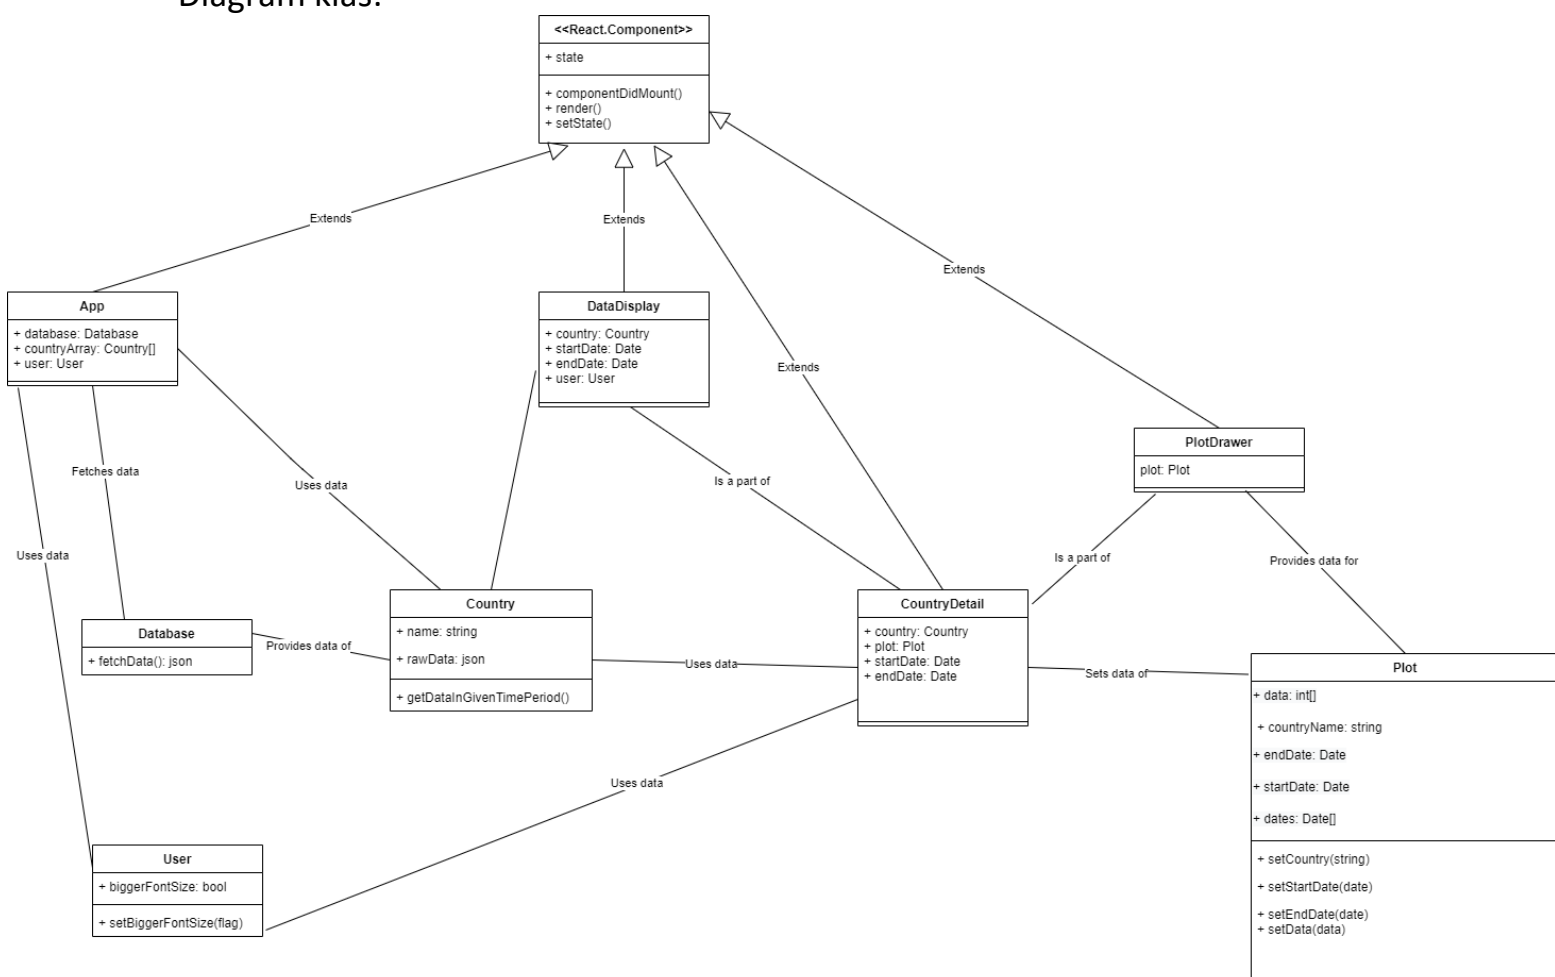 Diagram klas:
<<React.Component>>
+ state
+ componentDidMount()
+ render()
+ setState()
Extends
Extends
Extends
Extends
App
+ database: Database
+ countryArray: Country[]
+ user: User
DataDisplay
+ country: Country
+ startDate: Date
+ endDate: Date
+ user: User
PlotDrawer
plot: Plot
Fetches data
Uses data
Is a part of
Uses data
Is a part of
Provides data for
Database
+ fetchData(): json
Provides data of
Country
+ name: string
+ rawData: json
+ getDataInGivenTimePeriod()
Uses data
CountryDetail
+ country: Country
+ plot: Plot
+ startDate: Date
+ endDate: Date
Sets data of
Plot
+ data: int[]
+ countryName: string
+ endDate: Date
+ startDate: Date
+ dates: Date[]
+ setCountry(string)
+ setStartDate(date)
+ setEndDate(date)
+ setData(data)
Uses data
User
+ biggerFontSize: bool
+ setBiggerFontSize(flag)